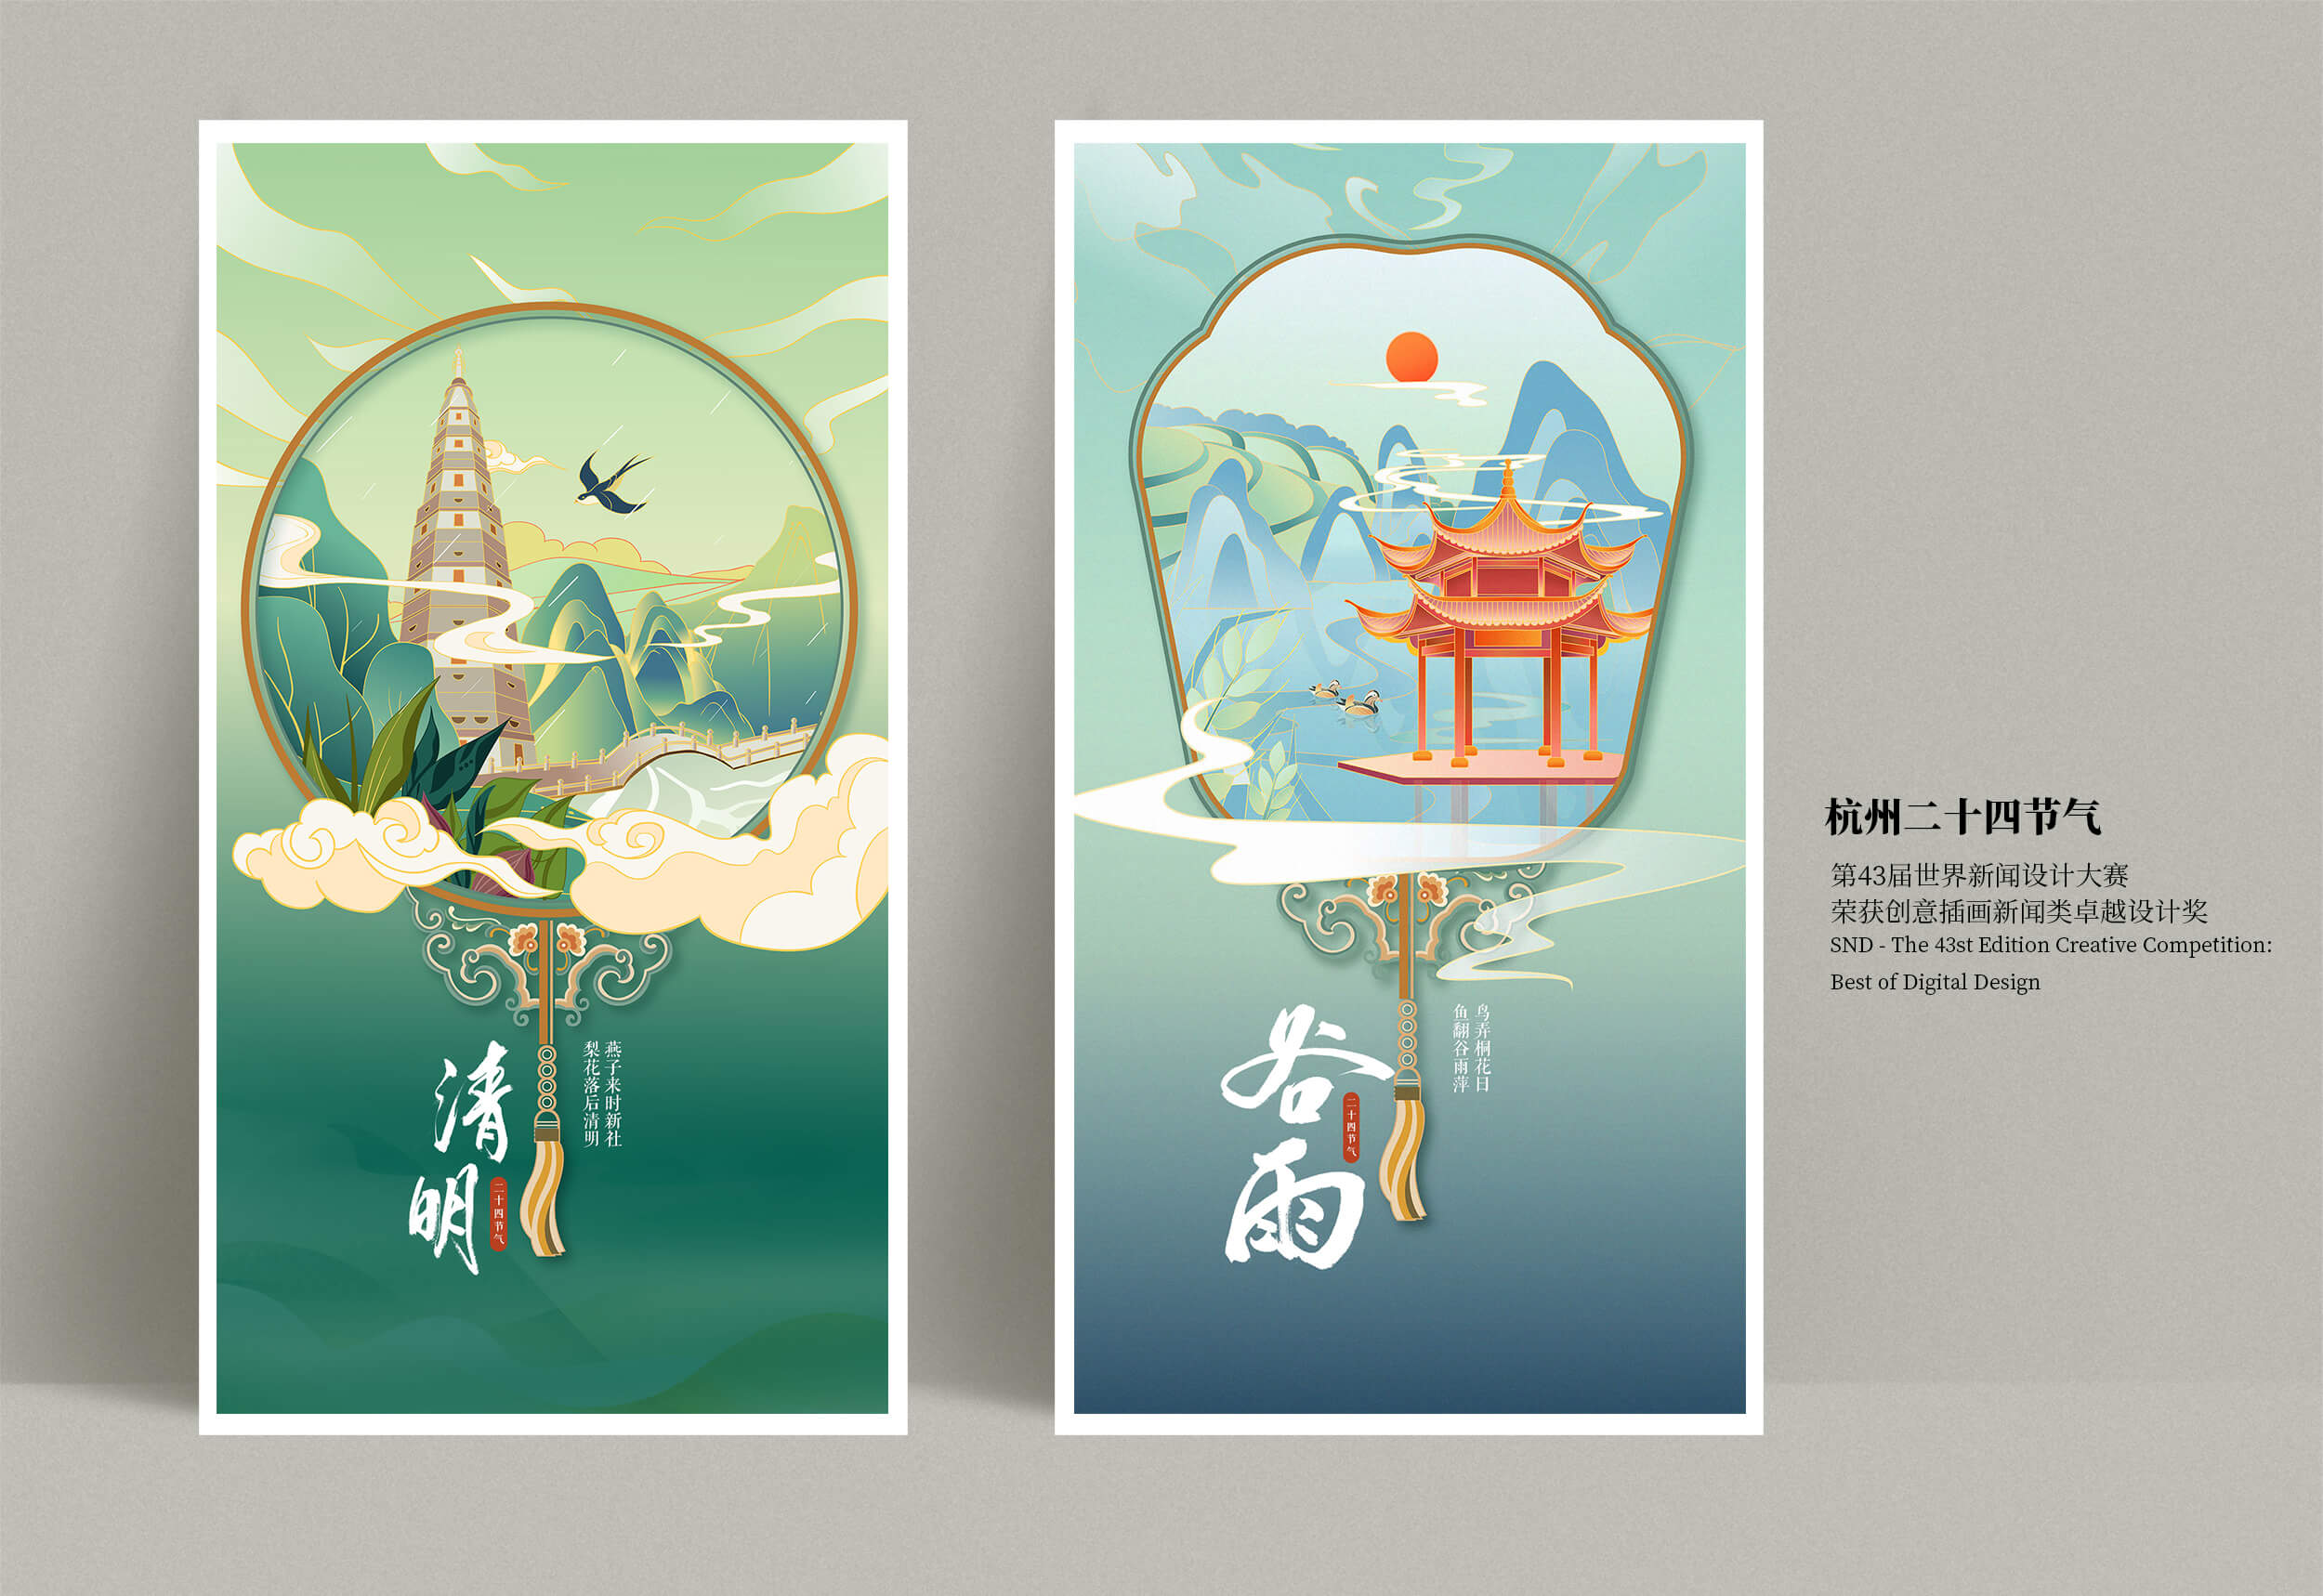 清明
二十四节气
燕子来时新社
梨花落后清明
谷雨
二十四节气
鸟弄桐花日
鱼翻谷雨萍
杭州二十四节气
第43届世界新闻设计大赛
荣获创意插画新闻类卓越设计奖
SND - The 43st Edition Creative Competition:
Best of Digital Design